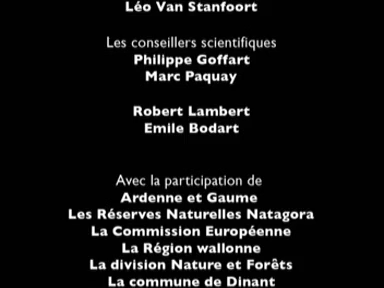 Léo Van Stanfoort
Les conseillers scientifiques
Philippe Goffart
Marc Paquay
Robert Lambert
Emile Bodart
Avec la participation de
Ardenne et Gaume
Les Réserves Naturelles Natagora
La Commission Européenne
La Région wallonne
La division Nature et Forêts
La commune de Dinant